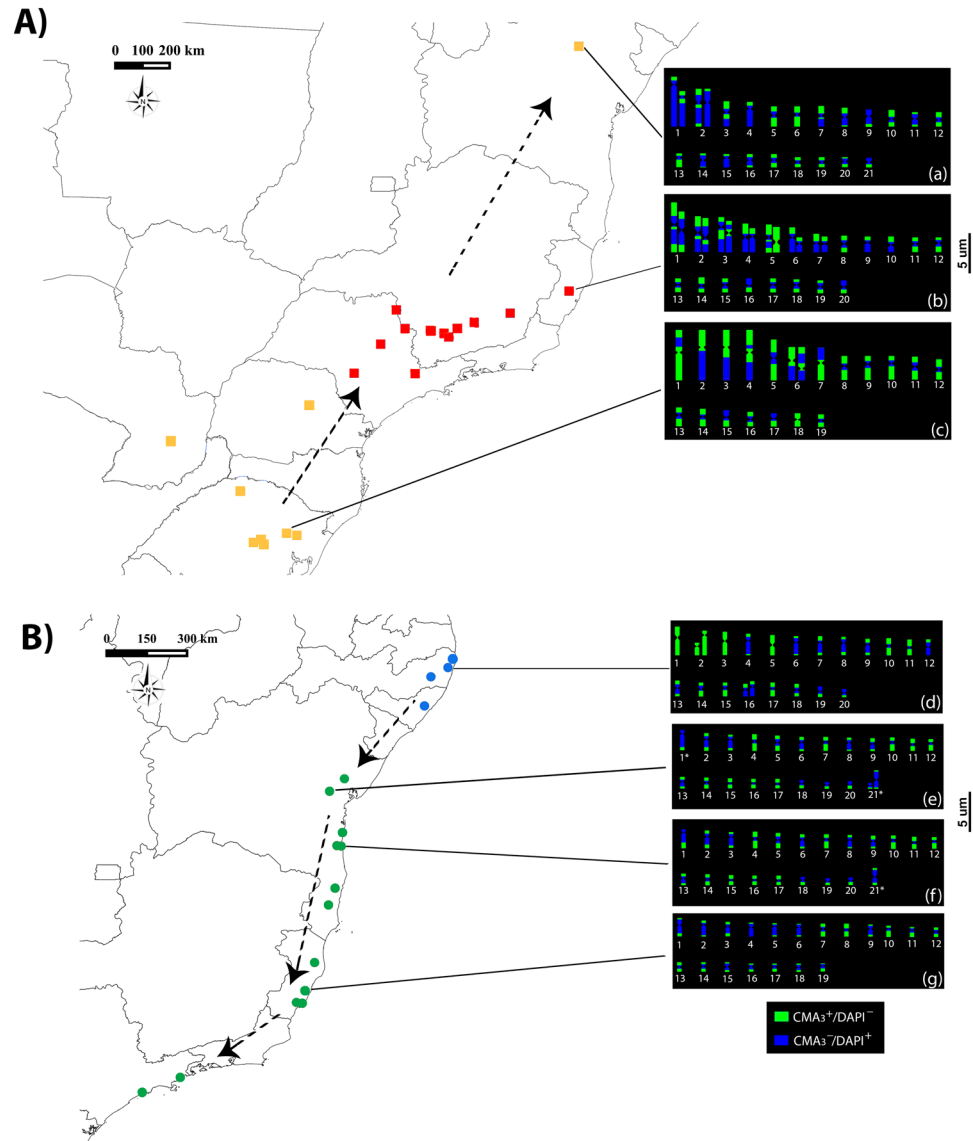 A)
0 100 200 km
N
1 2 3 4 5 6 7 8 9 10 11 12
13 14 15 16 17 18 19 20 21
(a)
1 2 3 4 5 6 7 8 9 10 11 12
13 14 15 16 17 18 19 20
(b)
5 um
1 2 3 4 5 6 7 8 9 10 11 12
13 14 15 16 17 18 19
(c)
B)
0 150 300 km
N
1 2 3 4 5 6 7 8 9 10 11 12
13 14 15 16 17 18 19 20
(d)
1* 2 3 4 5 6 7 8 9 10 11 12
13 14 15 16 17 18 19 20 21*
(e)
5 um
1 2 3 4 5 6 7 8 9 10 11 12
13 14 15 16 17 18 19 20 21*
(f)
1 2 3 4 5 6 7 8 9 10 11 12
13 14 15 16 17 18 19
(g)
CMA₃⁺/DAPI⁻
CMA₃⁻/DAPI⁺